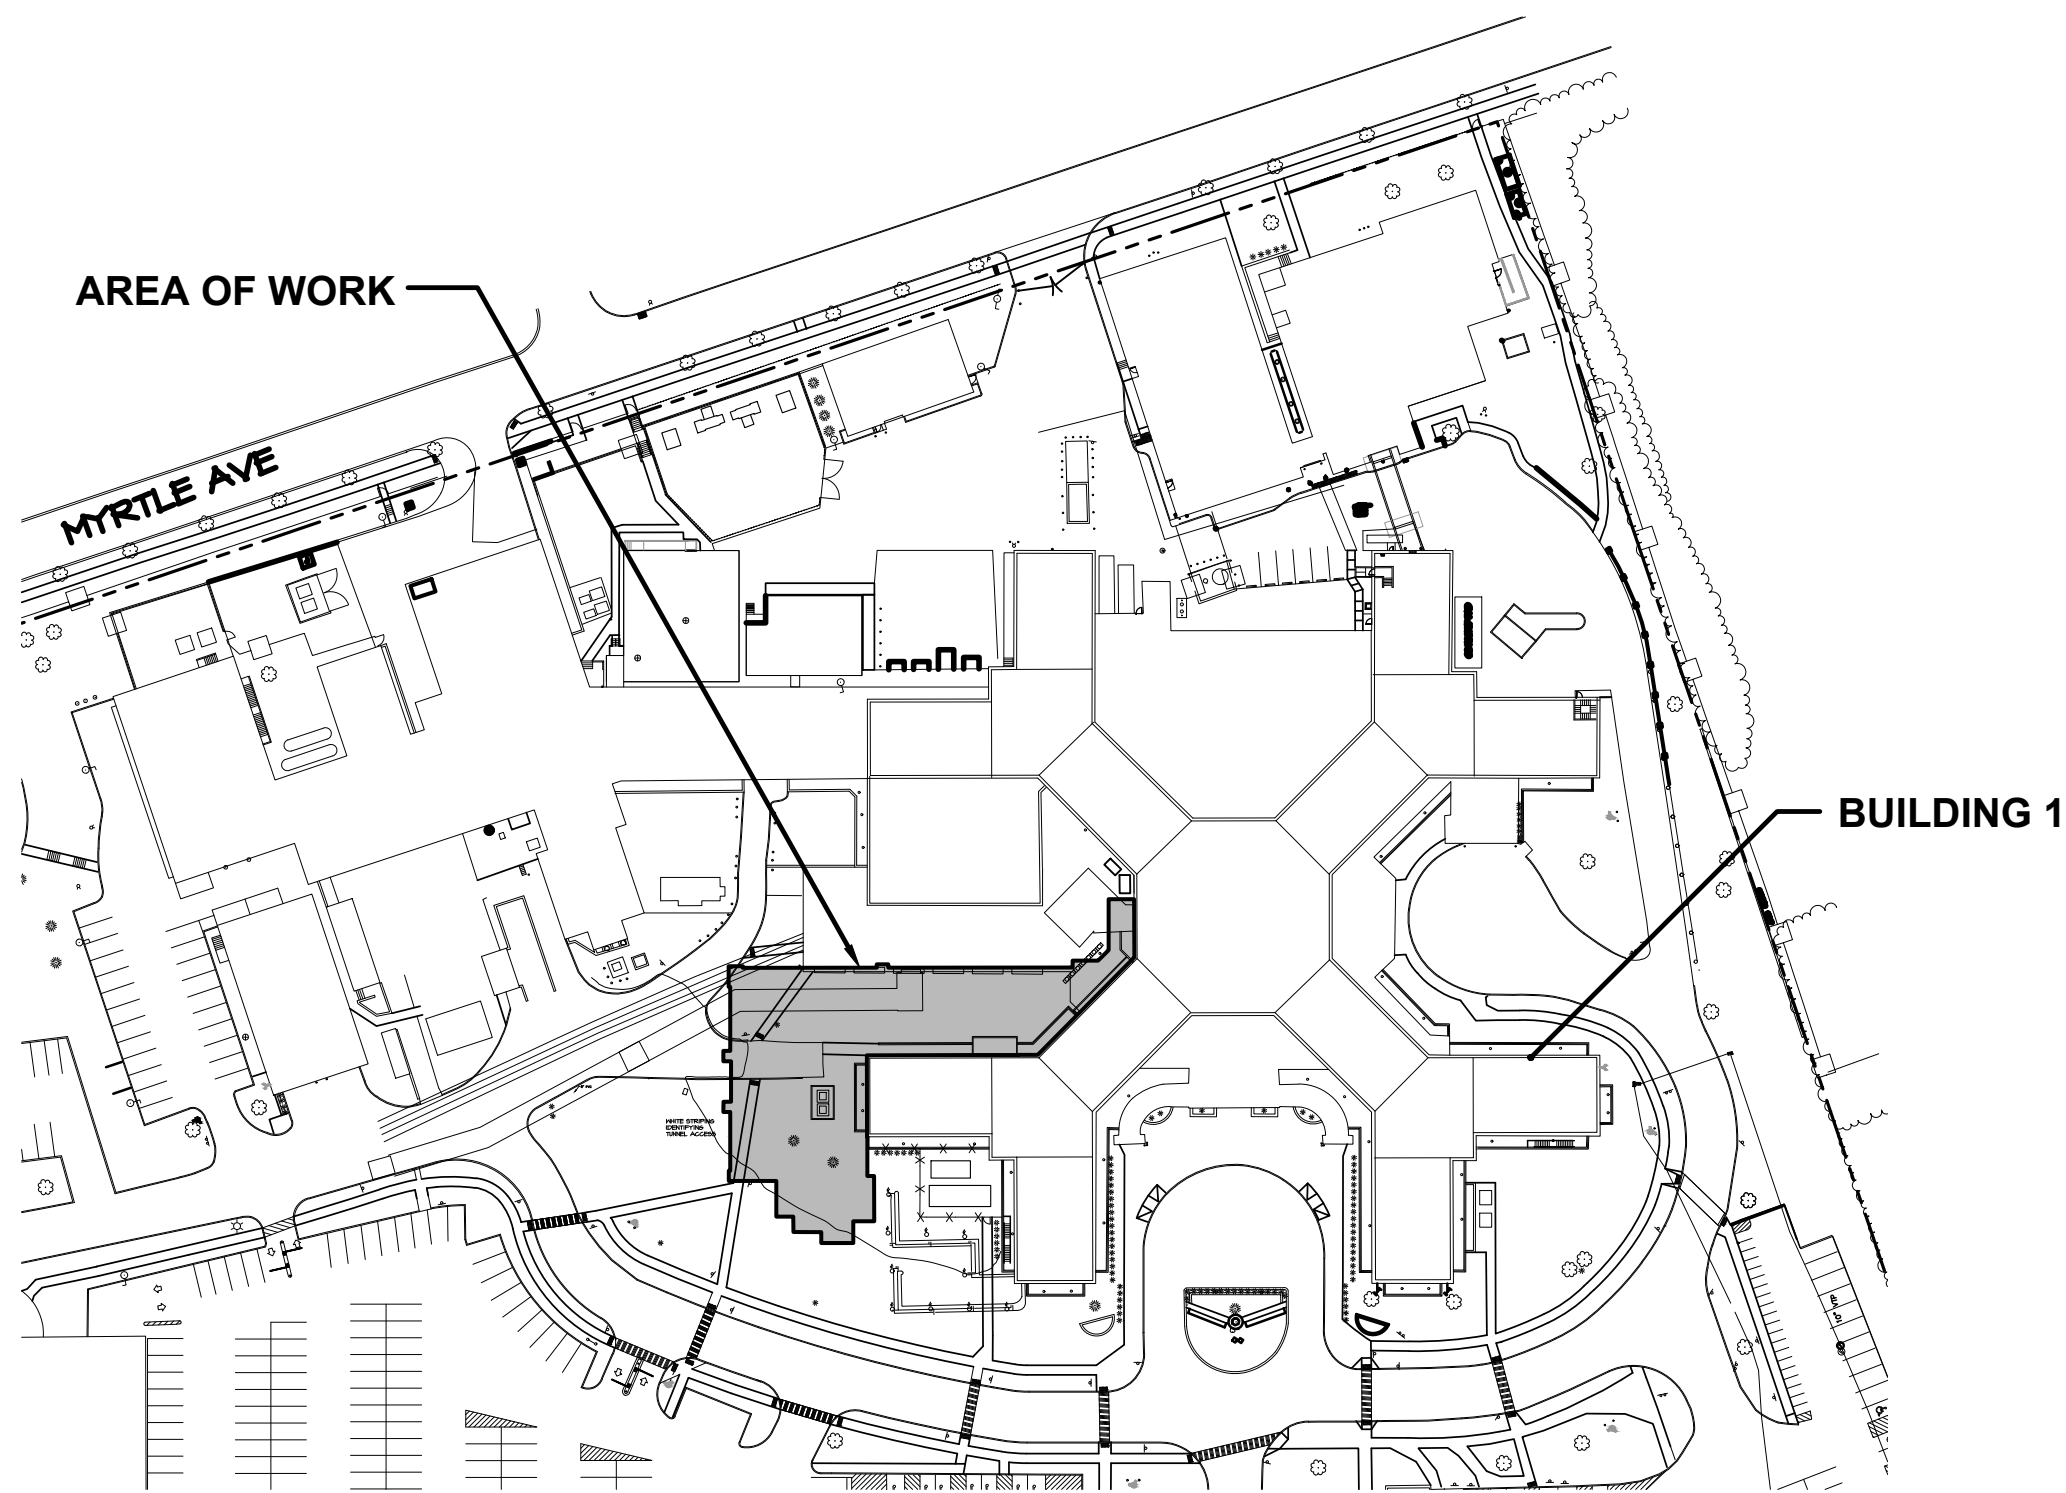 AREA OF WORK
MYRTLE AVE
BUILDING 1
WHITE STRIPING
IDENTIFYING
TUNNEL ACCESS